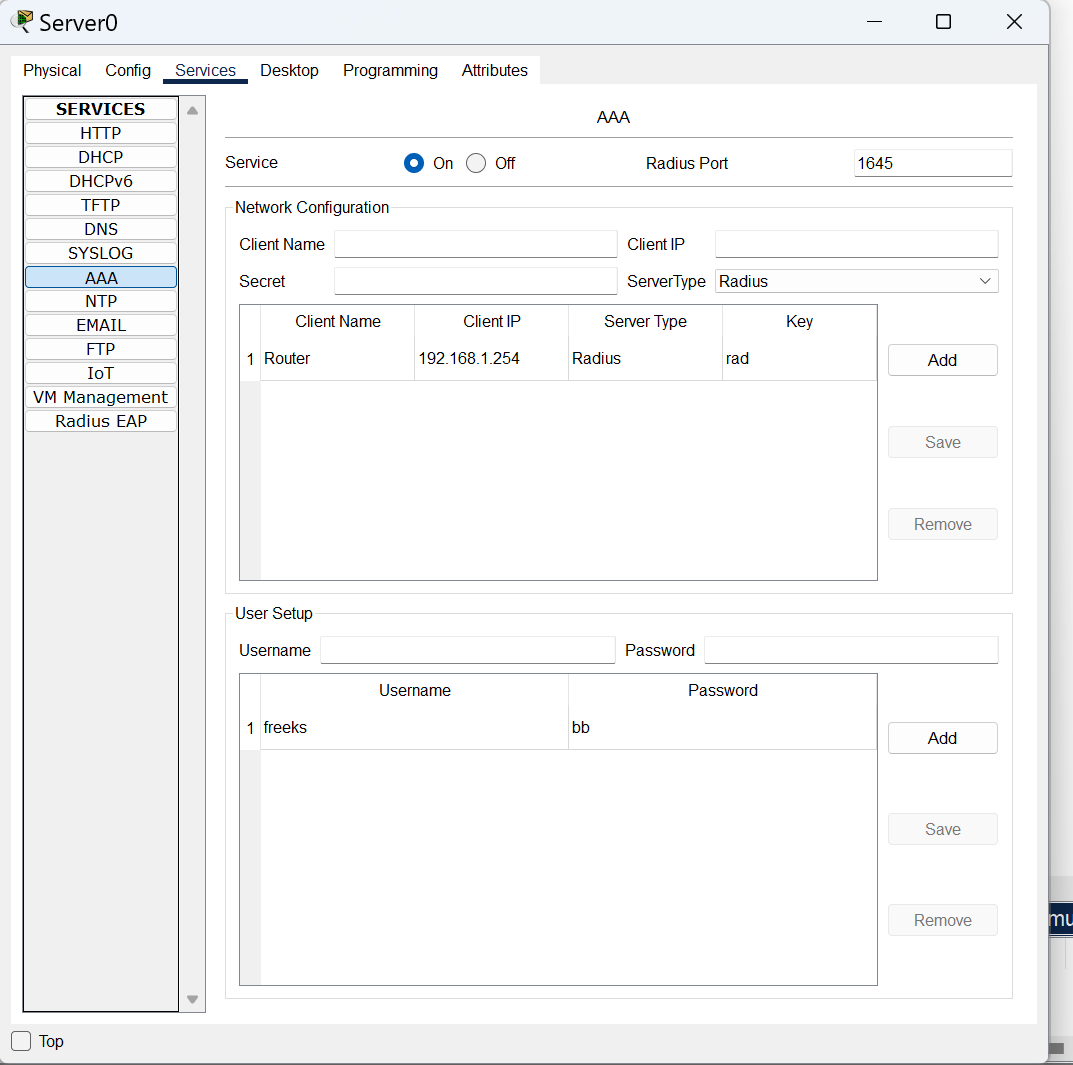 Server0
Physical Config Services Desktop Programming Attributes
SERVICES
HTTP
DHCP
DHCPv6
TFTP
DNS
SYSLOG
AAA
NTP
EMAIL
FTP
IoT
VM Management
Radius EAP
AAA
Service On Off Radius Port 1645
Network Configuration
Client Name Client IP
Secret ServerType Radius
Client Name Client IP Server Type Key
1 Router 192.168.1.254 Radius rad
Add
Save
Remove
User Setup
Username Password
Username Password
1 freeks bb
Add
Save
Remove
Top
mu